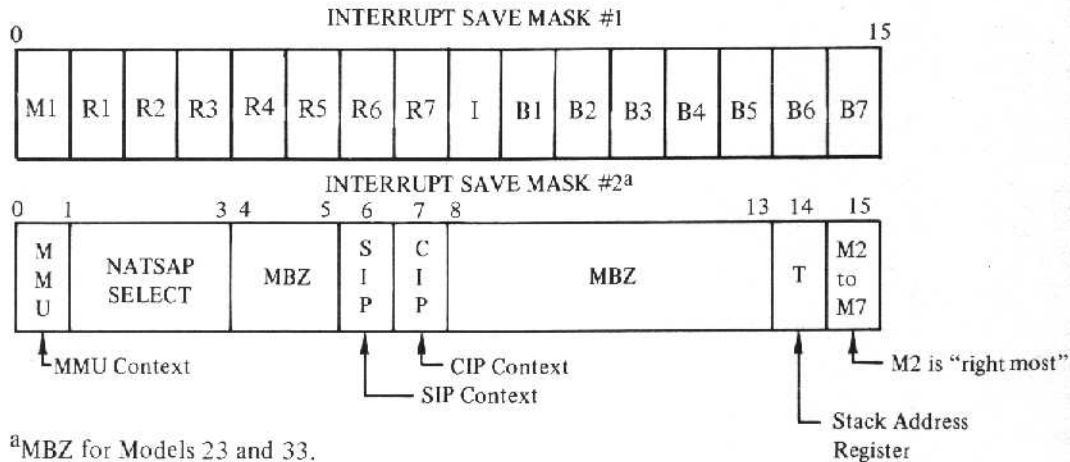 INTERRUPT SAVE MASK #1
0 15
M1 R1 R2 R3 R4 R5 R6 R7 I B1 B2 B3 B4 B5 B6 B7
INTERRUPT SAVE MASK #2a
0 1 3 4 5 6 7 8 13 14 15
MMU
NATSAP
SELECT
MBZ
SIP
CIP
MBZ
T
M2
to
M7
MMU Context
CIP Context
SIP Context
M2 is “right most”
Stack Address
Register
aMBZ for Models 23 and 33.